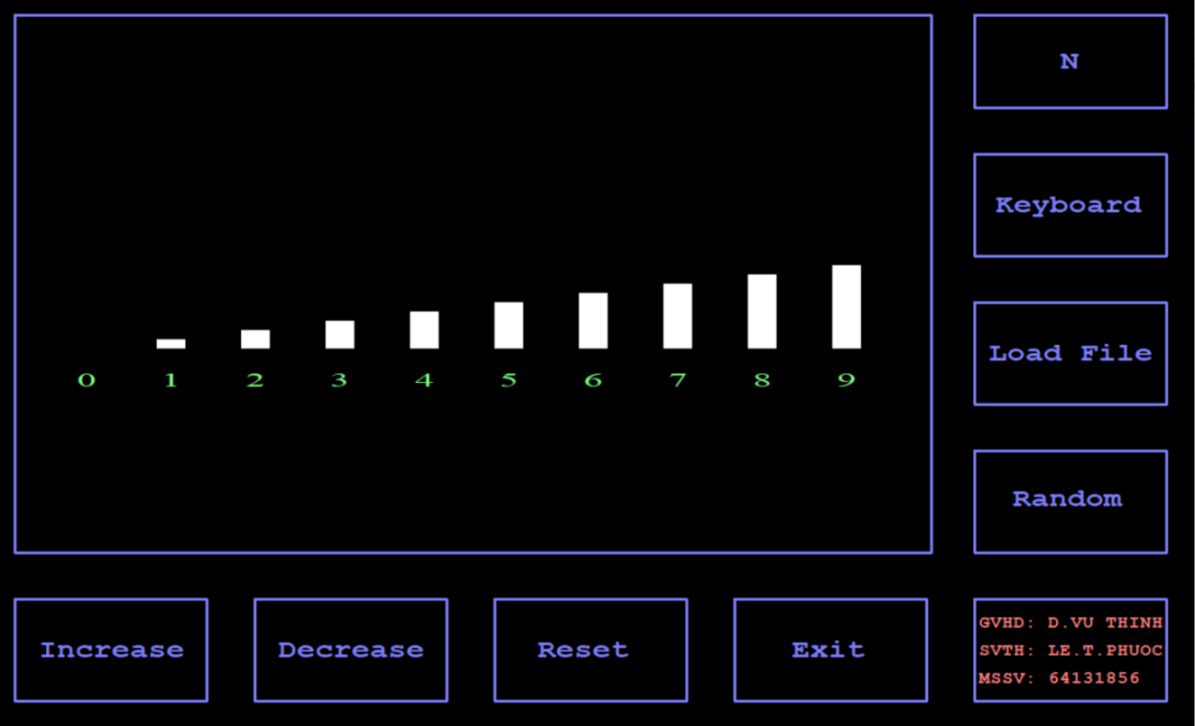 N
Keyboard
Load File
Random
0 1 2 3 4 5 6 7 8 9
Increase
Decrease
Reset
Exit
GVHD: D.VU THINH
SVTH: LE.T.PHUOC
MSSV: 64131856